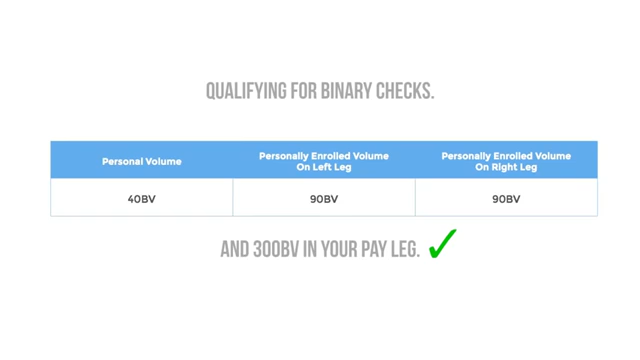 QUALIFYING FOR BINARY CHECKS.
Personal Volume
Personally Enrolled Volume
On Left Leg
Personally Enrolled Volume
On Right Leg
40BV
90BV
90BV
AND 300BV IN YOUR PAY LEG.